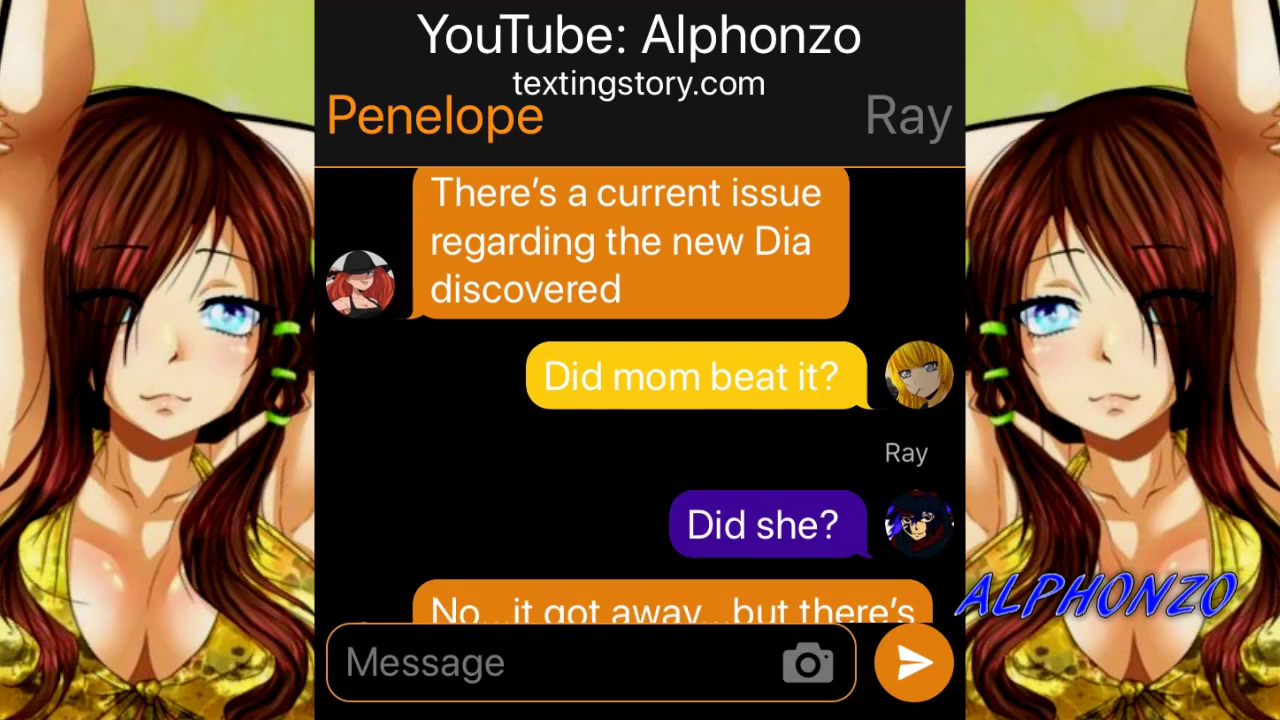 YouTube: Alphonzo
textingstory.com
Penelope
Ray
There’s a current issue
regarding the new Dia
discovered
Did mom beat it?
Ray
Did she?
No...it got away...but there’s
Message
ALPHONZO